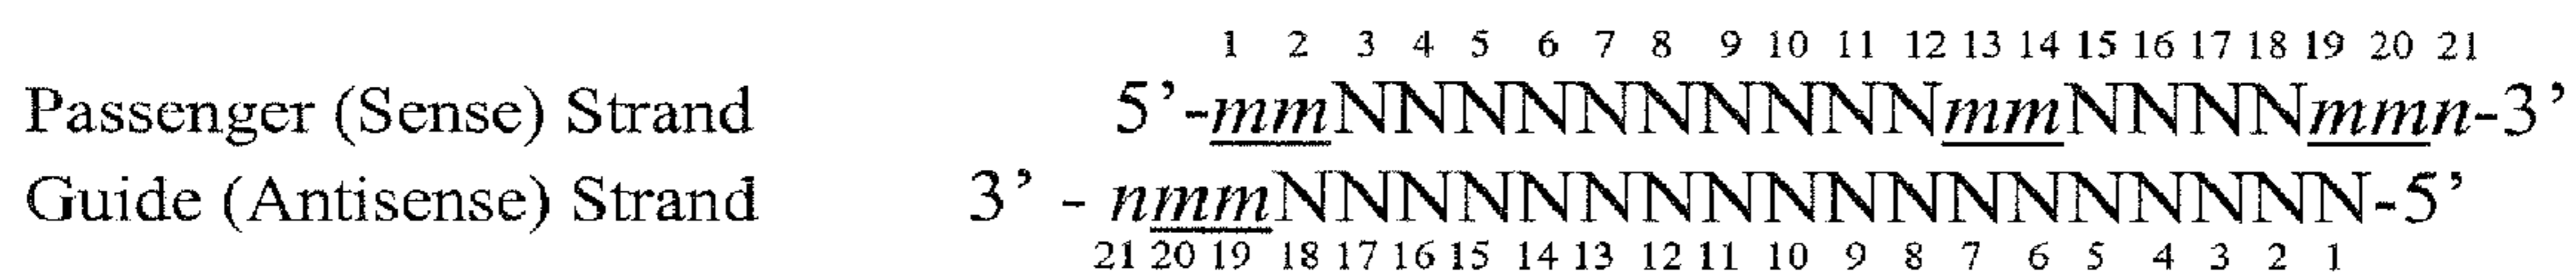 1 2 3 4 5 6 7 8 9 10 11 12 13 14 15 16 17 18 19 20 21
Passenger (Sense) Strand 5’-mmNNNNNNNNNNmmNNNNmmn-3’
Guide (Antisense) Strand 3’ - nmmNNNNNNNNNNNNNNNNNN-5’
21 20 19 18 17 16 15 14 13 12 11 10 9 8 7 6 5 4 3 2 1